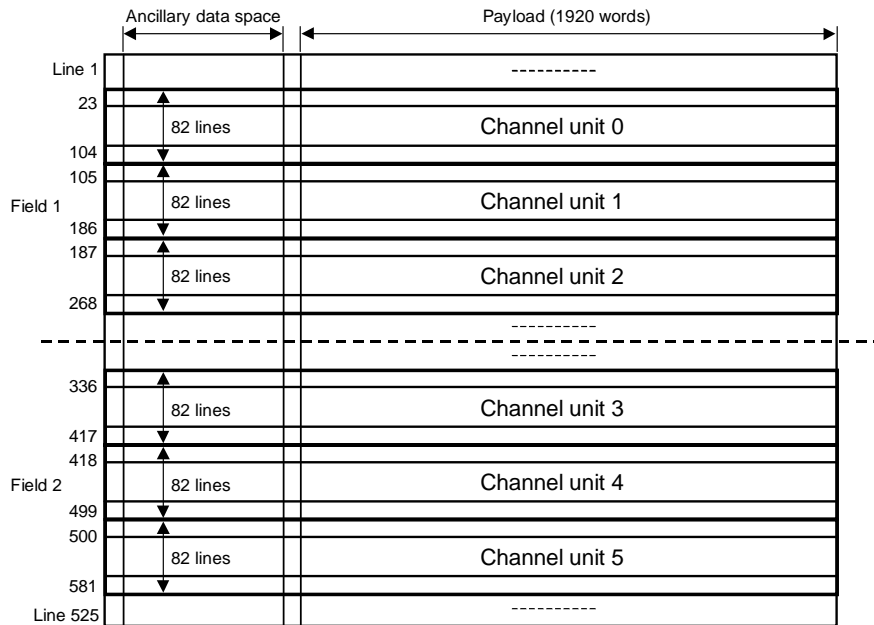 Ancillary data space Payload (1920 words)
Line 1 ----------
23
82 lines Channel unit 0
104
105
82 lines Channel unit 1
Field 1
186
187
82 lines Channel unit 2
268
----------
----------
336
82 lines Channel unit 3
417
418
82 lines Channel unit 4
Field 2
499
500
82 lines Channel unit 5
581
Line 525 ----------